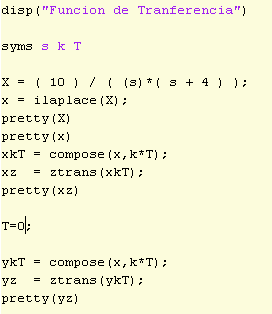 disp("Funcion de Tranferencia")
syms s k T
X = ( 10 ) / ( (s)*( s + 4 ) );
x = ilaplace(X);
pretty(X)
pretty(x)
xkT = compose(x,k*T);
xz  = ztrans(xkT);
pretty(xz)
T=0;
ykT = compose(x,k*T);
yz  = ztrans(ykT);
pretty(yz)